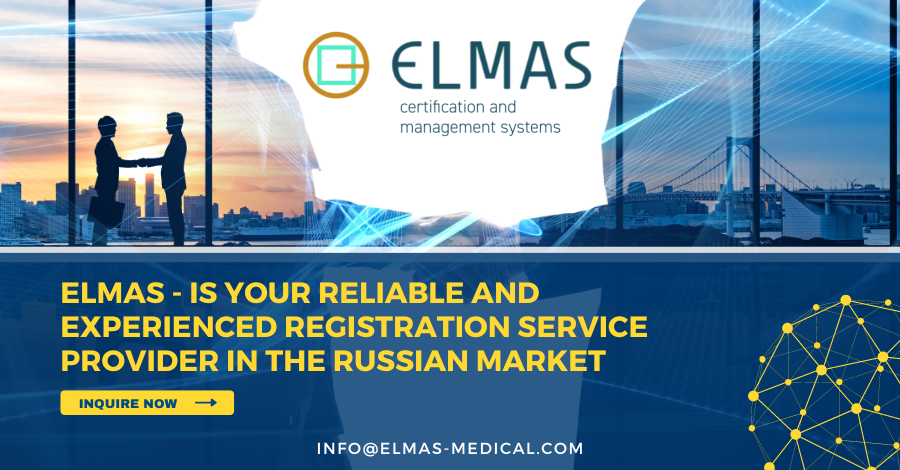 ELMAS
certification and
management systems
ELMAS - IS YOUR RELIABLE AND
EXPERIENCED REGISTRATION SERVICE
PROVIDER IN THE RUSSIAN MARKET
INQUIRE NOW
INFO@ELMAS-MEDICAL.COM